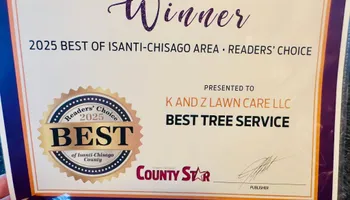 Winner
2025 BEST OF ISANTI-CHISAGO AREA • READERS' CHOICE
PRESENTED TO
K AND Z LAWN CARE LLC
BEST TREE SERVICE
Readers' Choice
2025
BEST
of Isanti-Chisago
County
COUNTY STAR
PUBLISHER